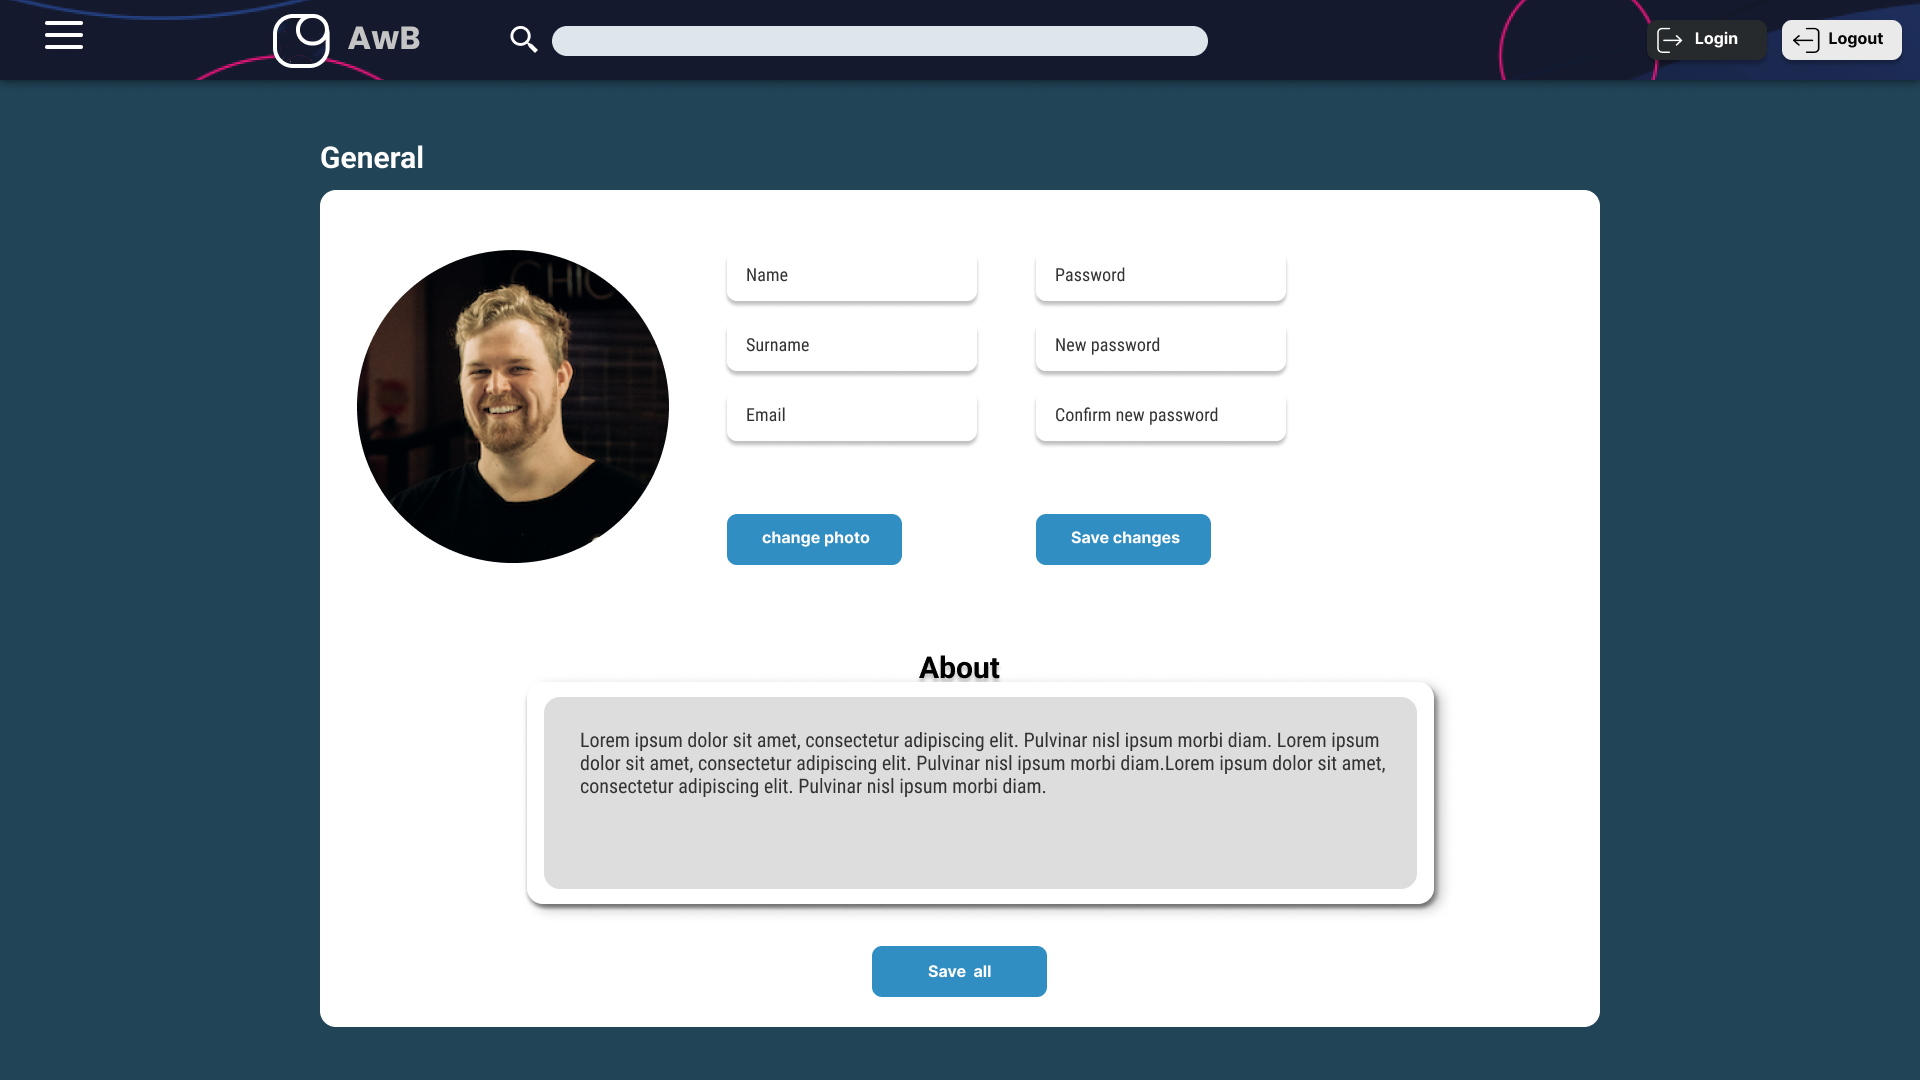 AwB
Login
Logout
General
CHIC
Name
Password
Surname
New password
Email
Confirm new password
change photo
Save changes
About
Lorem ipsum dolor sit amet, consectetur adipiscing elit. Pulvinar nisl ipsum morbi diam. Lorem ipsum
dolor sit amet, consectetur adipiscing elit. Pulvinar nisl ipsum morbi diam.Lorem ipsum dolor sit amet,
consectetur adipiscing elit. Pulvinar nisl ipsum morbi diam.
Save all